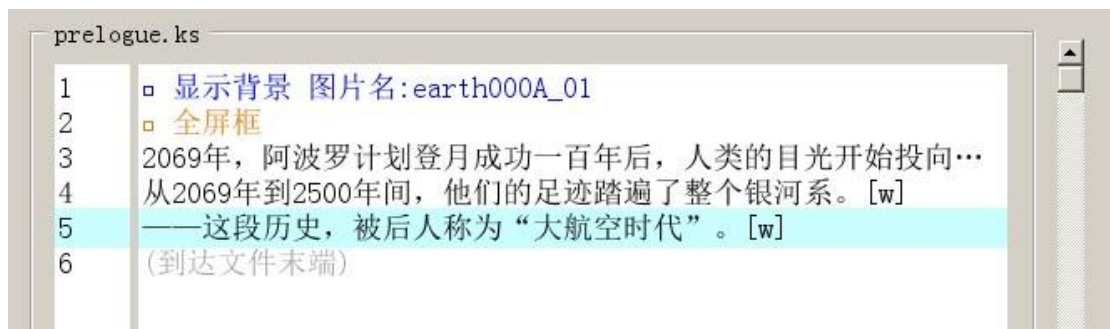 prelogue.ks
1 ▫ 显示背景 图片名:earth000A_01
2 ▫ 全屏框
3 2069年，阿波罗计划登月成功一百年后，人类的目光开始投向…
4 从2069年到2500年间，他们的足迹踏遍了整个银河系。[w]
5 ——这段历史，被后人称为“大航空时代”。[w]
6 (到达文件末端)